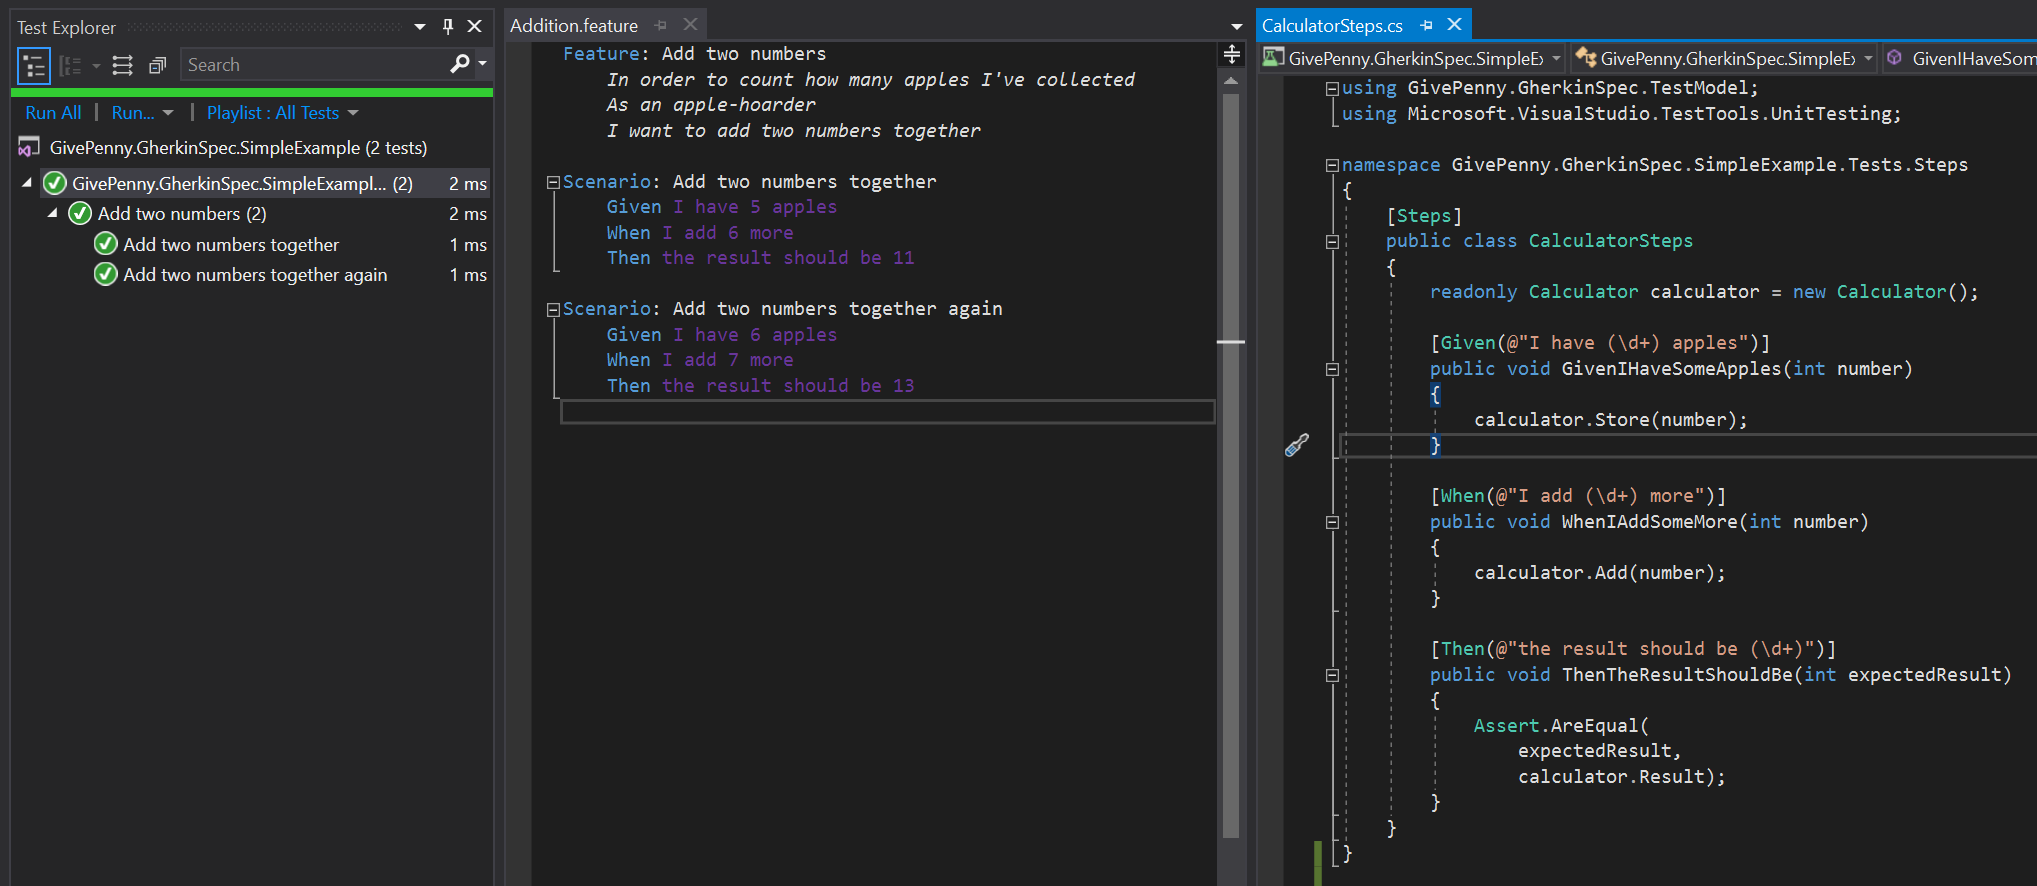 Test Explorer
Search
Run All | Run... | Playlist : All Tests
GivePenny.GherkinSpec.SimpleExample (2 tests)
GivePenny.GherkinSpec.SimpleExampl... (2) 2 ms
Add two numbers (2) 2 ms
Add two numbers together 1 ms
Add two numbers together again 1 ms
Addition.feature
Feature: Add two numbers
In order to count how many apples I've collected
As an apple-hoarder
I want to add two numbers together
Scenario: Add two numbers together
Given I have 5 apples
When I add 6 more
Then the result should be 11
Scenario: Add two numbers together again
Given I have 6 apples
When I add 7 more
Then the result should be 13
CalculatorSteps.cs
GivePenny.GherkinSpec.SimpleE GivePenny.GherkinSpec.SimpleE GivenIHaveSom
using GivePenny.GherkinSpec.TestModel;
using Microsoft.VisualStudio.TestTools.UnitTesting;
namespace GivePenny.GherkinSpec.SimpleExample.Tests.Steps
{
[Steps]
public class CalculatorSteps
{
readonly Calculator calculator = new Calculator();
[Given(@"I have (\d+) apples")]
public void GivenIHaveSomeApples(int number)
{
calculator.Store(number);
}
[When(@"I add (\d+) more")]
public void WhenIAddSomeMore(int number)
{
calculator.Add(number);
}
[Then(@"the result should be (\d+)")]
public void ThenTheResultShouldBe(int expectedResult)
{
Assert.AreEqual(
expectedResult,
calculator.Result);
}
}
}